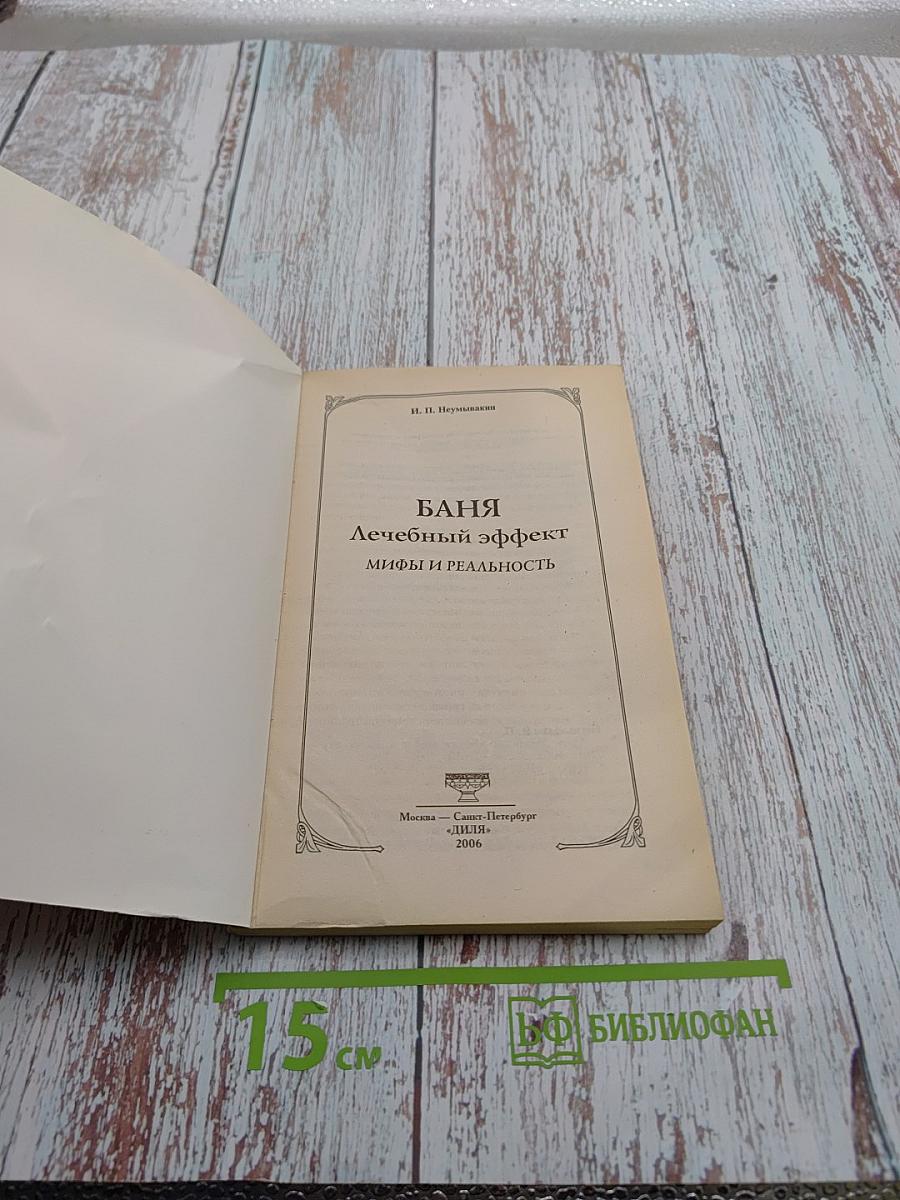 И. П. Неумывакин
БАНЯ
Лечебный эффект
МИФЫ И РЕАЛЬНОСТЬ
Москва — Санкт-Петербург
«ДИЛЯ»
2006
15 см
БФ БИБЛИОФАН